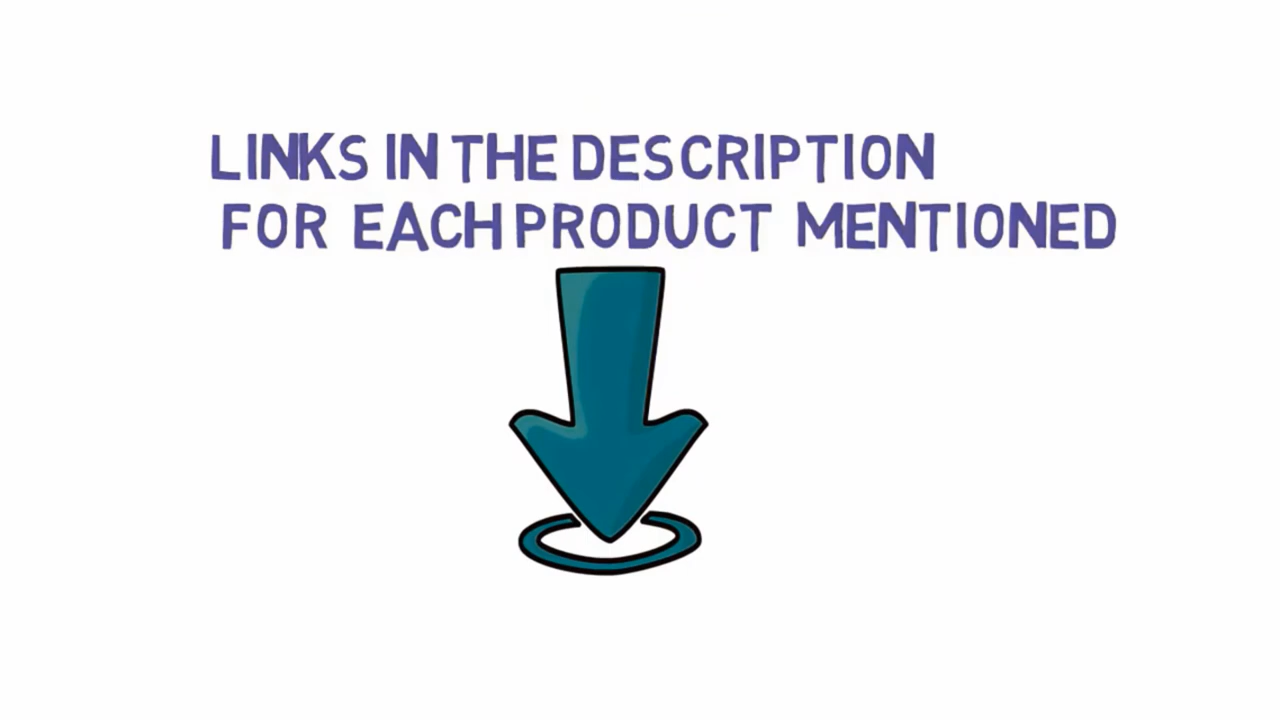 LINKS IN THE DESCRIPTION
FOR EACH PRODUCT MENTIONED